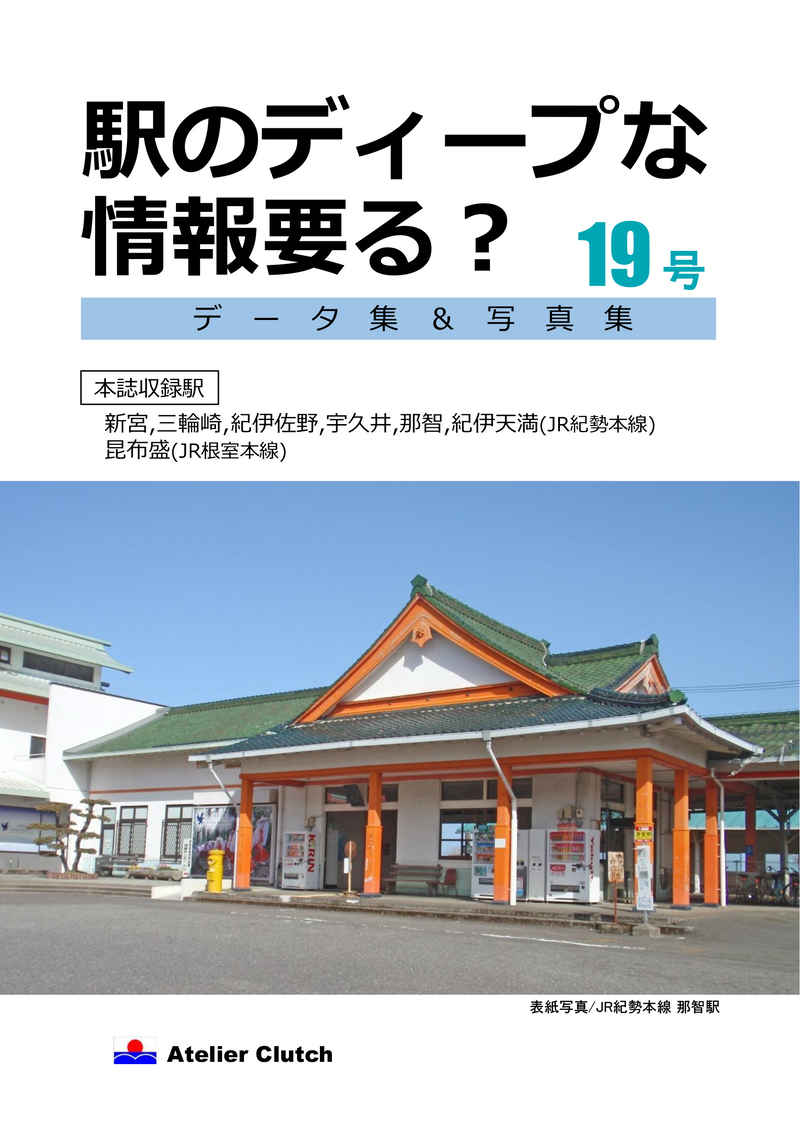 駅のディープな
情報要る？
19号
データ集&写真集
本誌収録駅
新宮,三輪崎,紀伊佐野,宇久井,那智,紀伊天満(JR紀勢本線)
昆布盛(JR根室本線)
KIRIN
表紙写真/JR紀勢本線 那智駅
Atelier Clutch